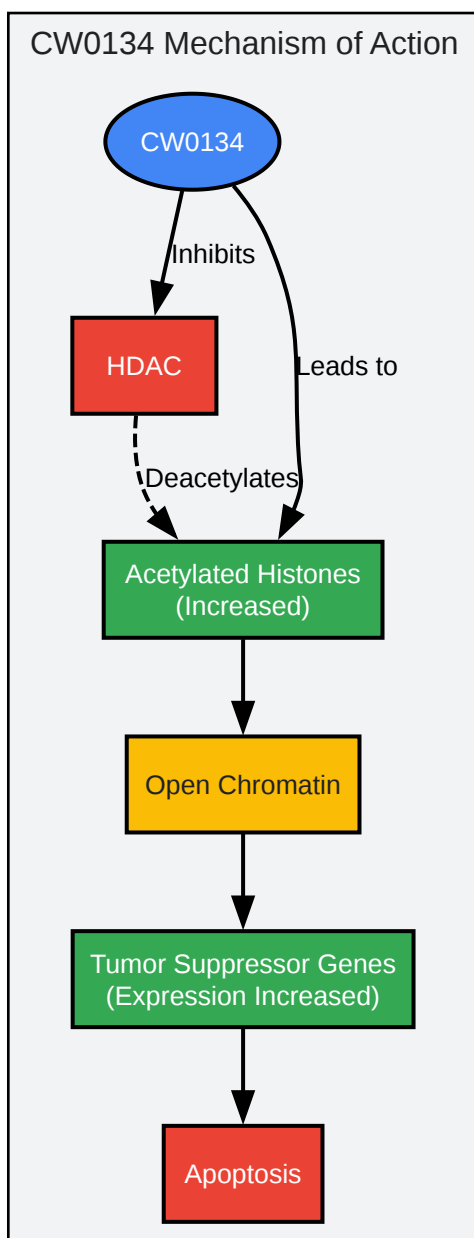 CW0134 Mechanism of Action
CW0134
Inhibits
HDAC
Leads to
Deacetylates
Acetylated Histones
(Increased)
Open Chromatin
Tumor Suppressor Genes
(Expression Increased)
Apoptosis